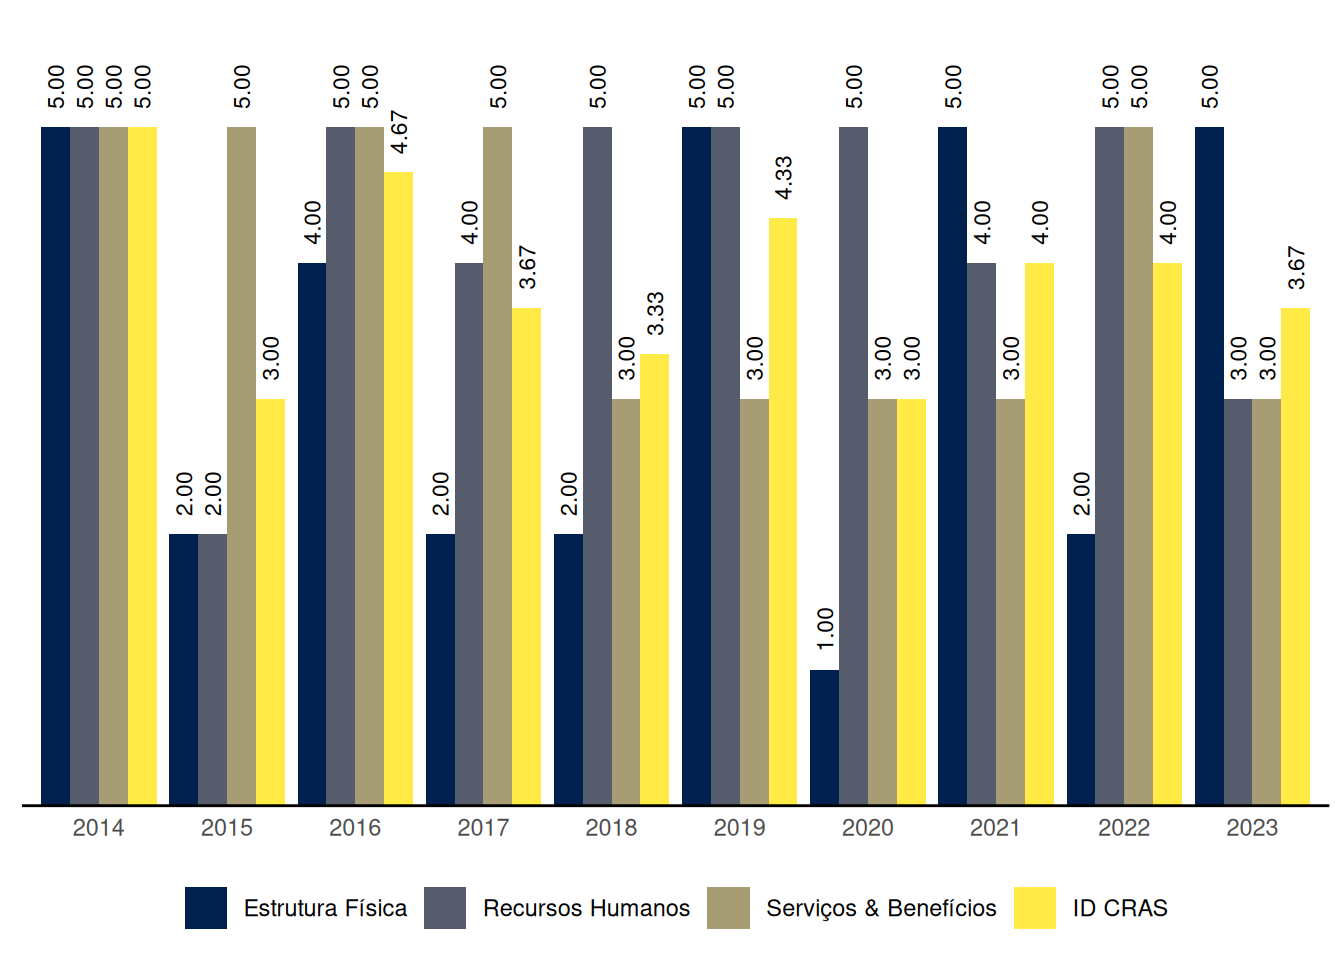 5.00 5.00 5.00 5.00
2.00 2.00 5.00 3.00
4.00 5.00 5.00 4.67
2.00 4.00 5.00 3.67
2.00 5.00 3.00 3.33
5.00 5.00 3.00 4.33
1.00 5.00 3.00 3.00
5.00 4.00 3.00 4.00
2.00 5.00 5.00 4.00
5.00 3.00 3.00 3.67
2014 2015 2016 2017 2018 2019 2020 2021 2022 2023
Estrutura Física Recursos Humanos Serviços & Benefícios ID CRAS